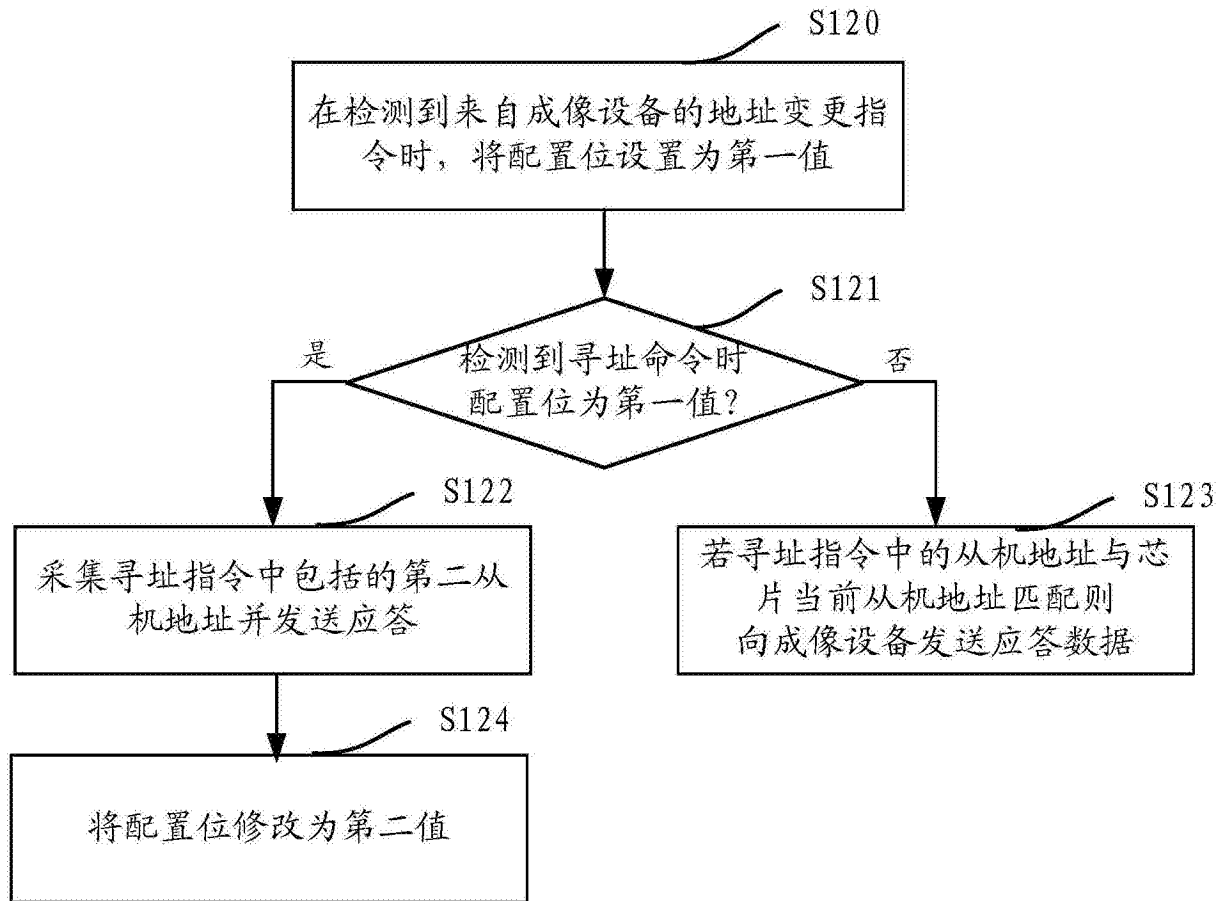 S120
在检测到来自成像设备的地址变更指
令时，将配置位设置为第一值
S121
是
检测到寻址命令时
配置位为第一值?
否
S122
采集寻址指令中包括的第二从
机地址并发送应答
S123
若寻址指令中的从机地址与芯
片当前从机地址匹配则
向成像设备发送应答数据
S124
将配置位修改为第二值